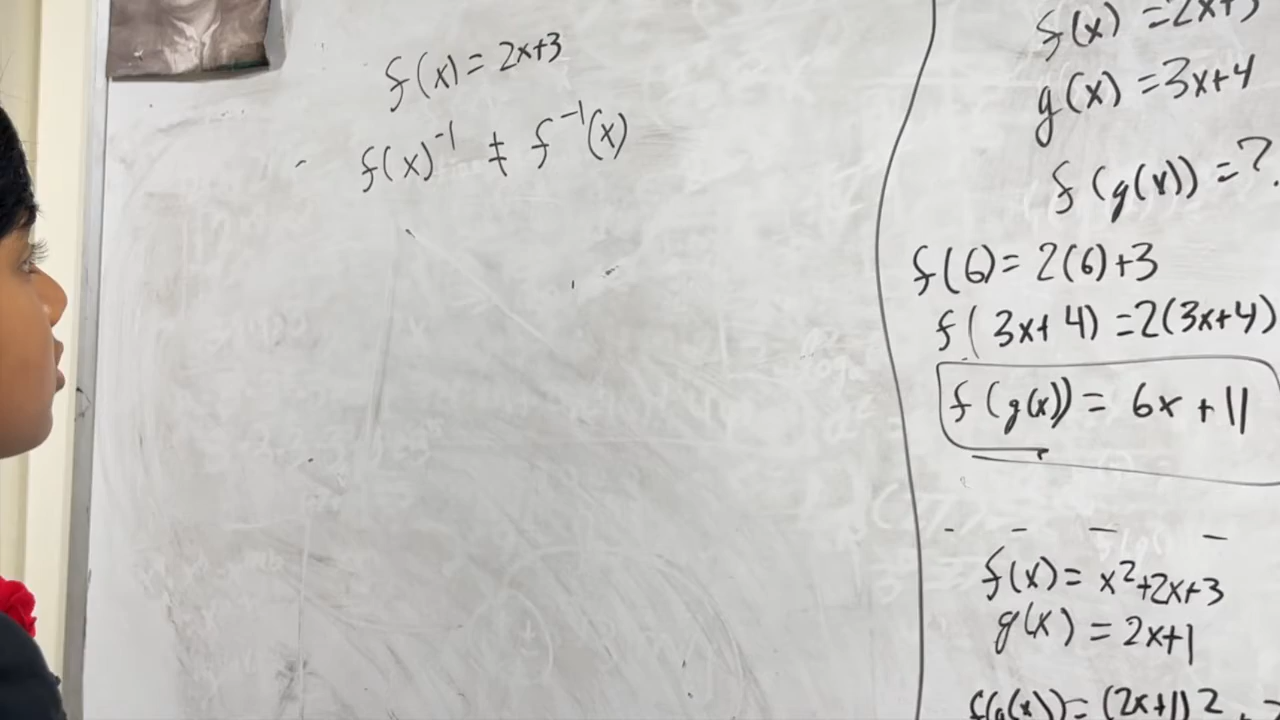 f(x) = 2x+3
f(x)⁻¹ ≠ f⁻¹(x)
f(x) = 2x+3
g(x) = 3x+4
f(g(x)) = ?
f(6) = 2(6)+3
f(3x+4) = 2(3x+4)
f(g(x)) = 6x+11
f(x) = x²+2x+3
g(x) = 2x+1
f(g(x)) = (2x+1)2